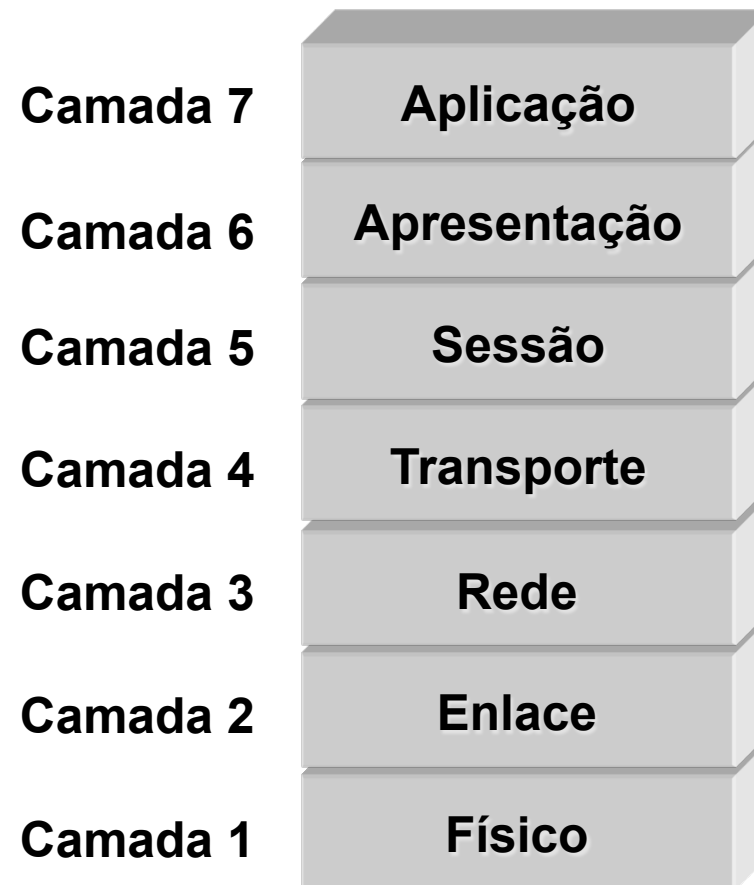 Camada 7 Aplicação
Camada 6 Apresentação
Camada 5 Sessão
Camada 4 Transporte
Camada 3 Rede
Camada 2 Enlace
Camada 1 Físico